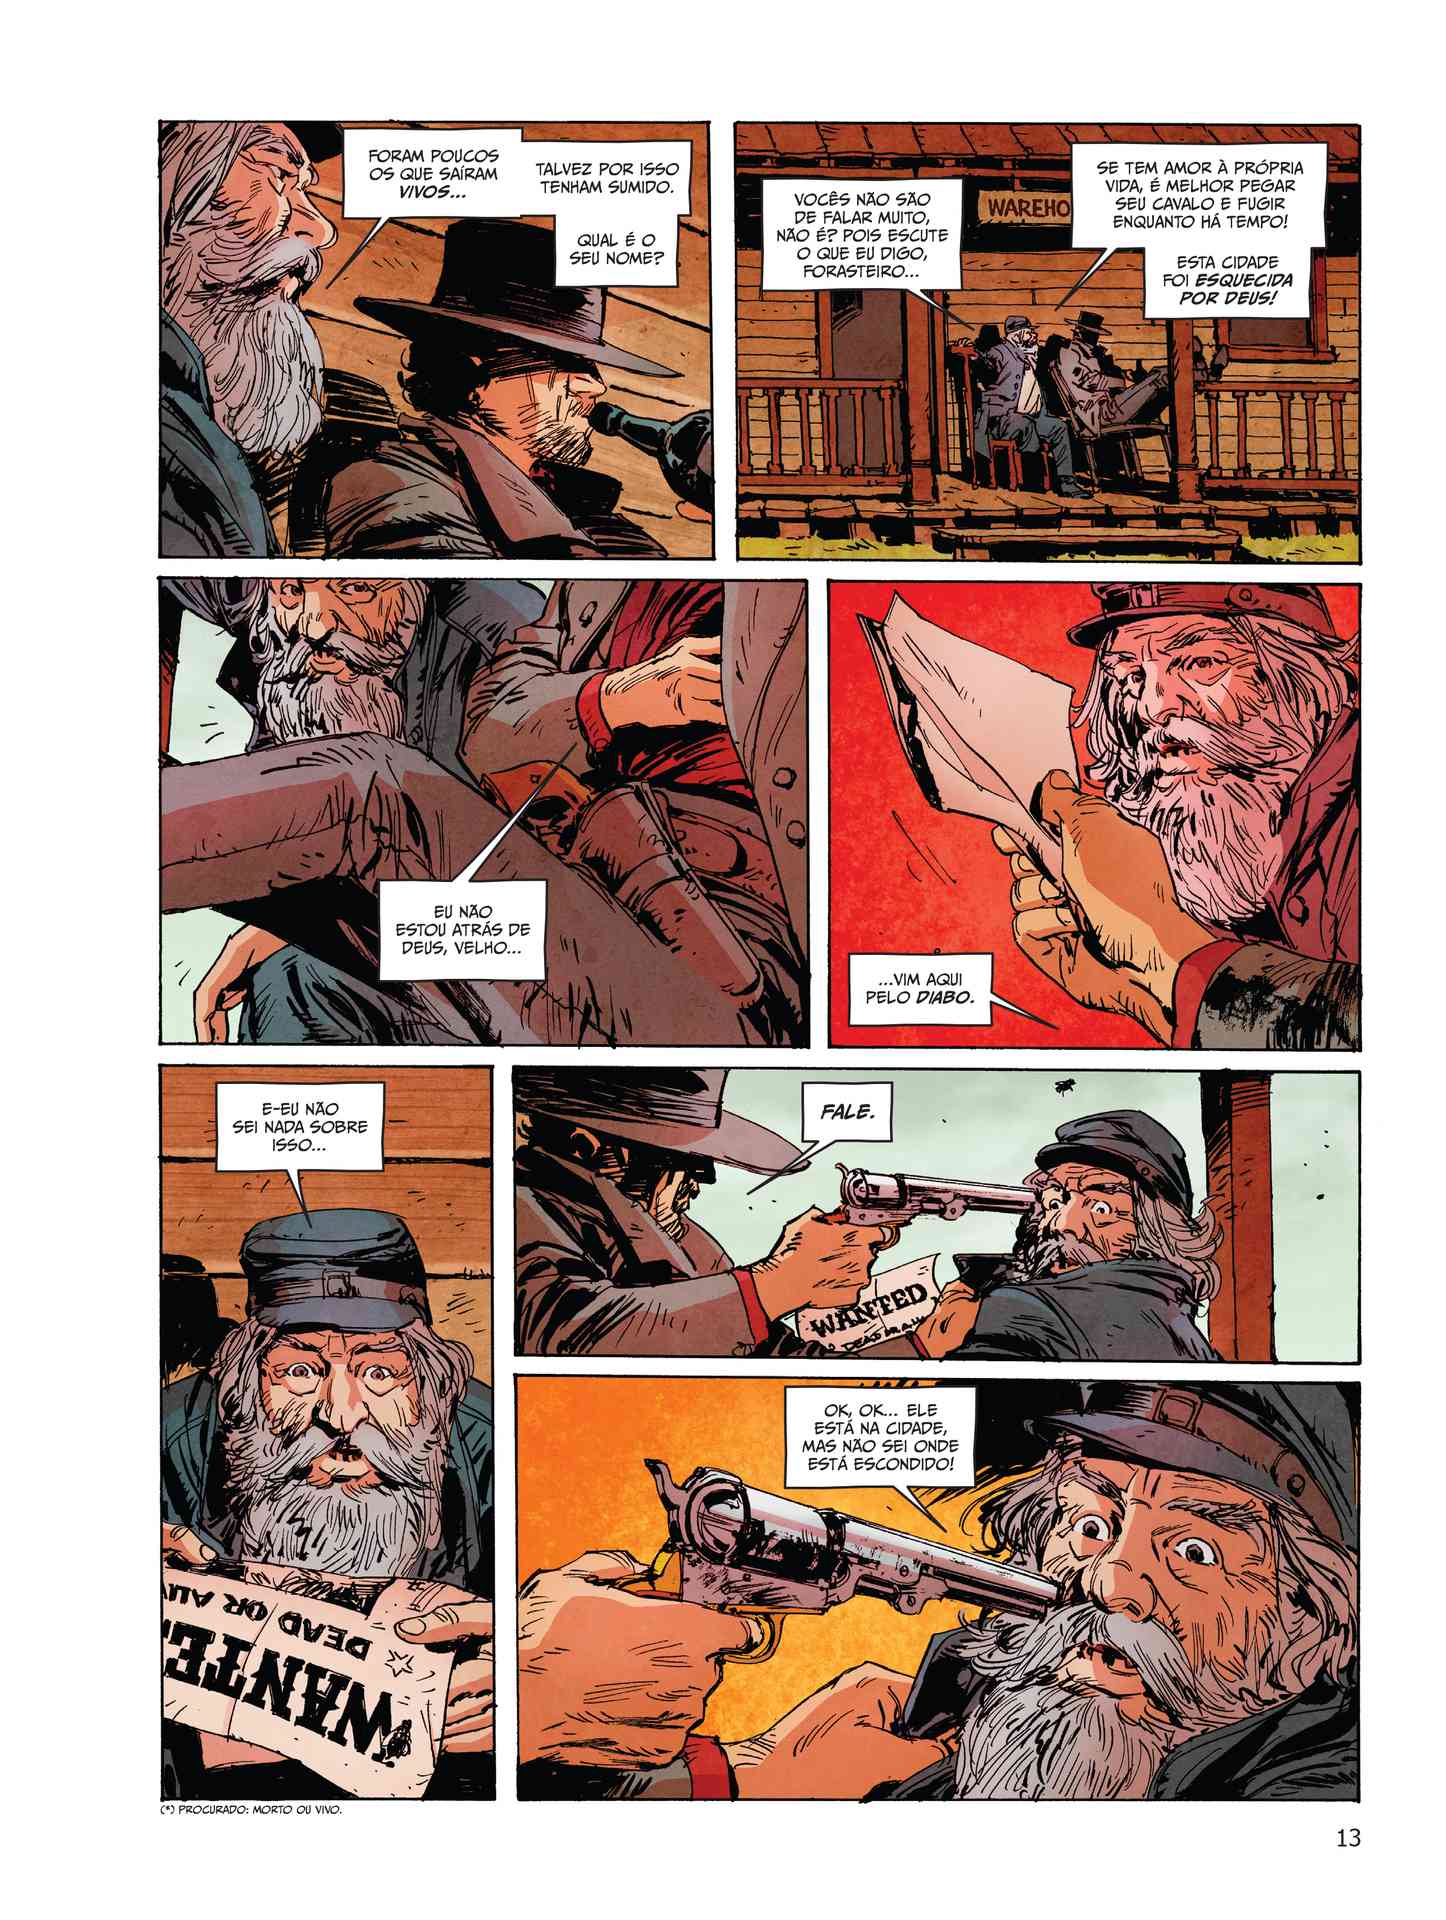 FORAM POUCOS
OS QUE SAÍRAM
VIVOS...
TALVEZ POR ISSO
TENHAM SUMIDO.
QUAL É O
SEU NOME?
VOCÊS NÃO SÃO
DE FALAR MUITO,
NÃO É? POIS ESCUTE
O QUE EU DIGO,
FORASTEIRO...
WAREHO
SE TEM AMOR À PRÓPRIA
VIDA, É MELHOR PEGAR
SEU CAVALO E FUGIR
ENQUANTO HÁ TEMPO!
ESTA CIDADE
FOI ESQUECIDA
POR DEUS!
EU NÃO
ESTOU ATRÁS DE
DEUS, VELHO...
...VIM AQUI
PELO DIABO.
E-EU NÃO
SEI NADA SOBRE
ISSO...
WANTE
DEAD OR ALIV
FALE.
WANTED
DEAD
OK, OK... ELE
ESTÁ NA CIDADE,
MAS NÃO SEI ONDE
ESTÁ ESCONDIDO!
(*) PROCURADO: MORTO OU VIVO.
13